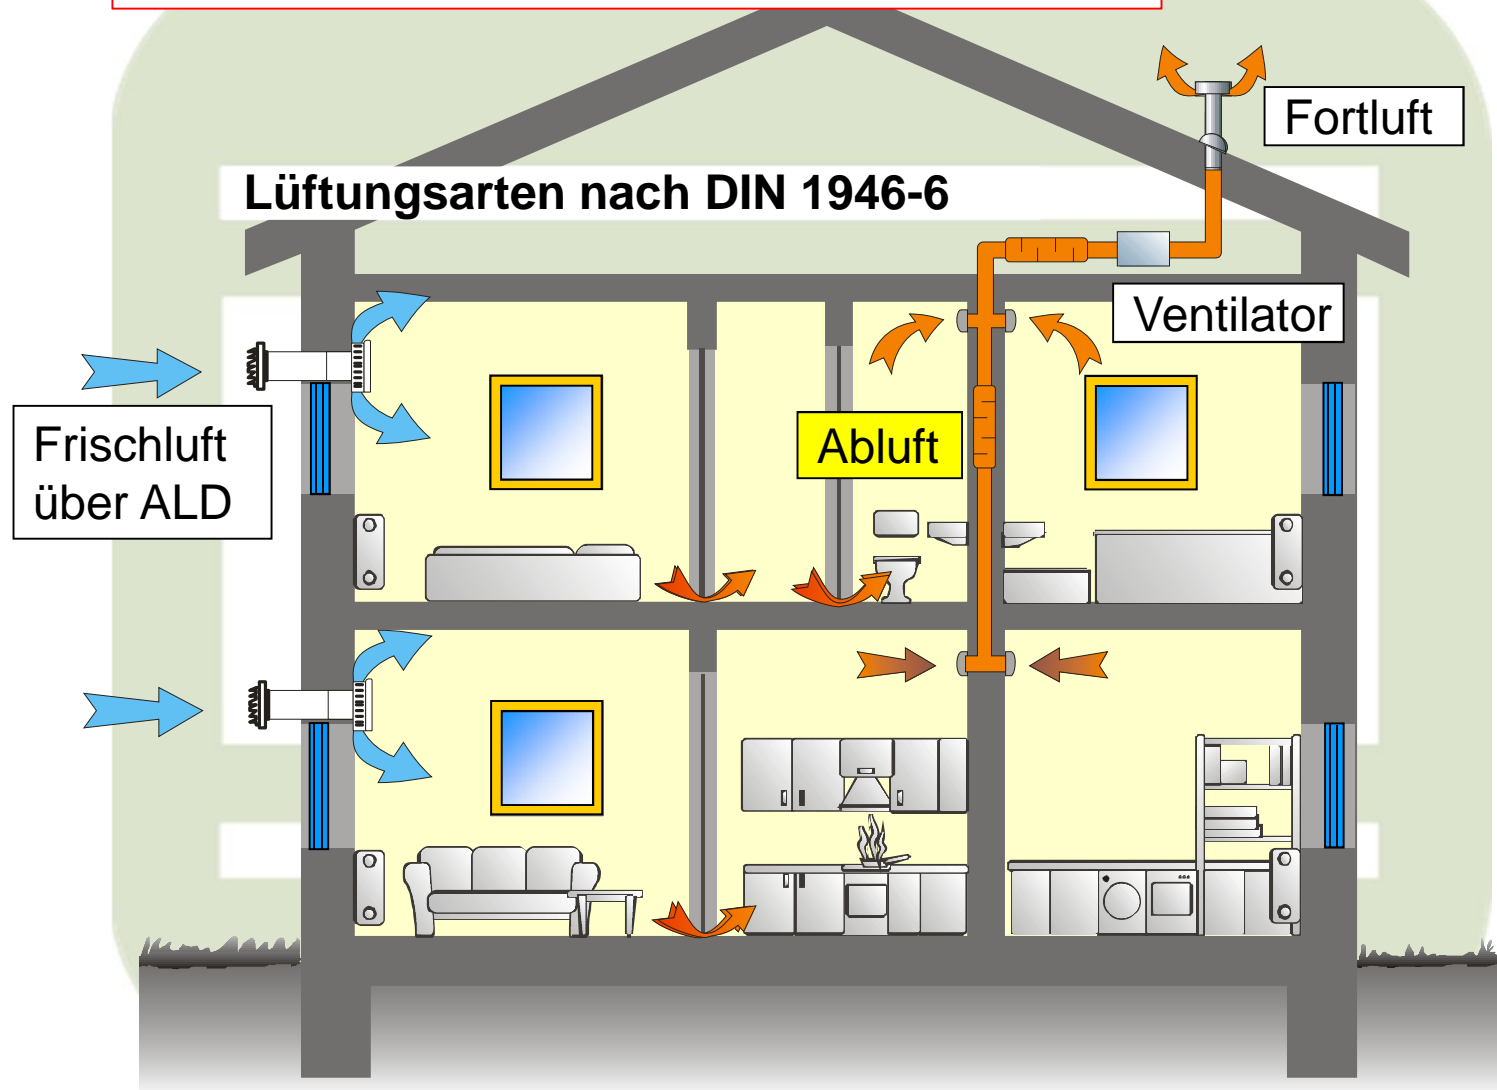 Fortluft
Lüftungsarten nach DIN 1946-6
Ventilator
Frischluft
über ALD
Abluft